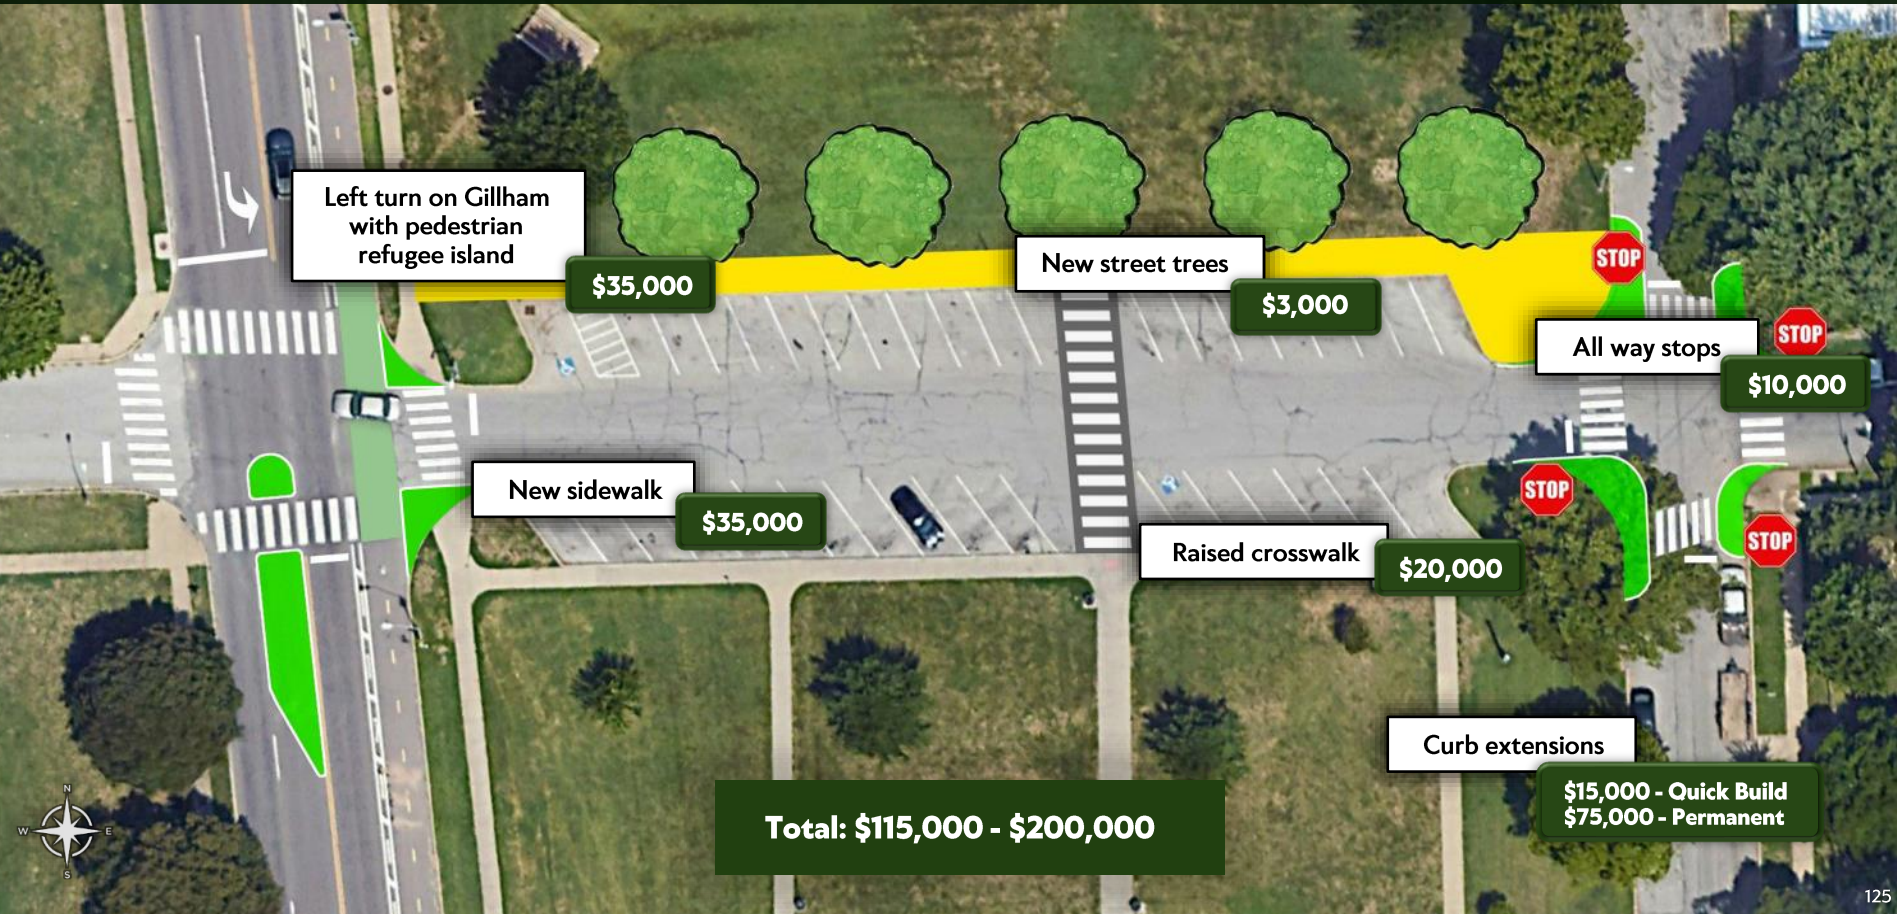 Left turn on Gillham
with pedestrian
refugee island
$35,000
New street trees
$3,000
STOP
STOP
All way stops
$10,000
New sidewalk
$35,000
STOP
STOP
Raised crosswalk
$20,000
Curb extensions
$15,000 - Quick Build
$75,000 - Permanent
Total: $115,000 - $200,000
N
W
E
S
125